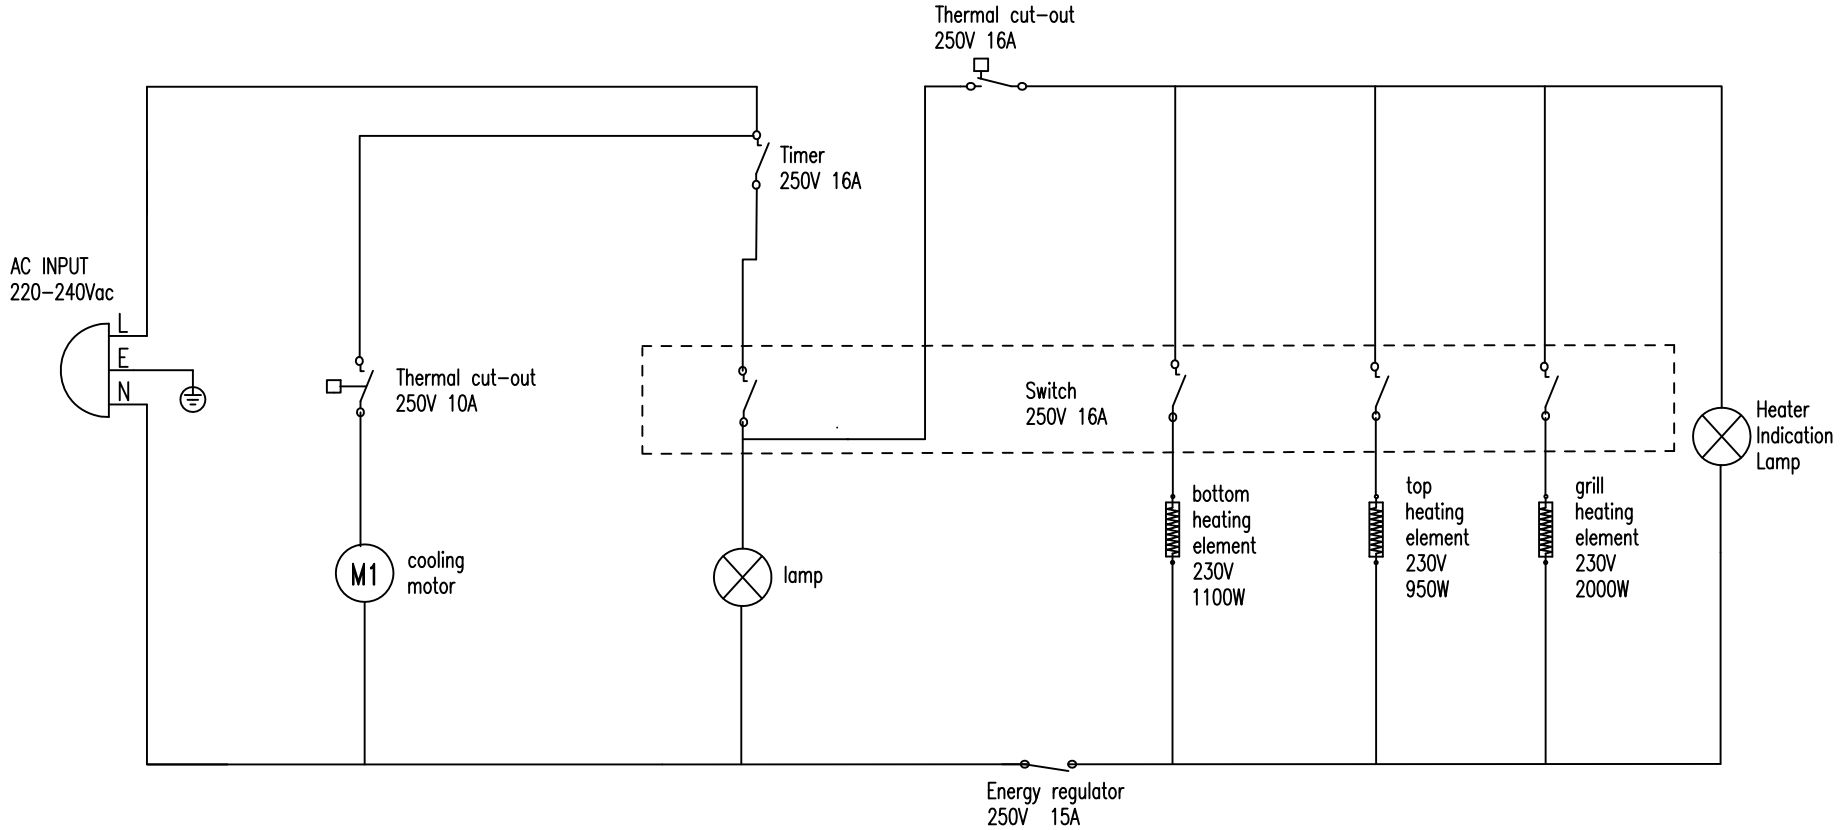 Thermal cut-out
250V 16A
Timer
250V 16A
AC INPUT
220-240Vac
L
E
N
Thermal cut-out
250V 10A
Switch
250V 16A
Heater
Indication
Lamp
M1
cooling
motor
lamp
bottom
heating
element
230V
1100W
top
heating
element
230V
950W
grill
heating
element
230V
2000W
Energy regulator
250V 15A